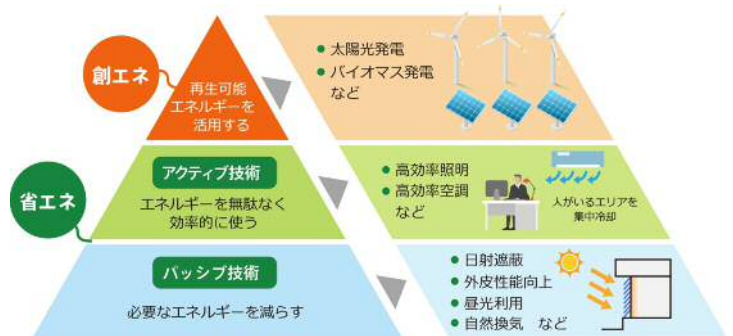 創エネ
再生可能
エネルギーを
活用する
太陽光発電
バイオマス発電
など
省エネ
アクティブ技術
エネルギーを無駄なく
効率的に使う
高効率照明
高効率空調
など
人がいるエリアを
集中冷却
パッシブ技術
必要なエネルギーを減らす
日射遮蔽
外皮性能向上
昼光利用
自然換気 など